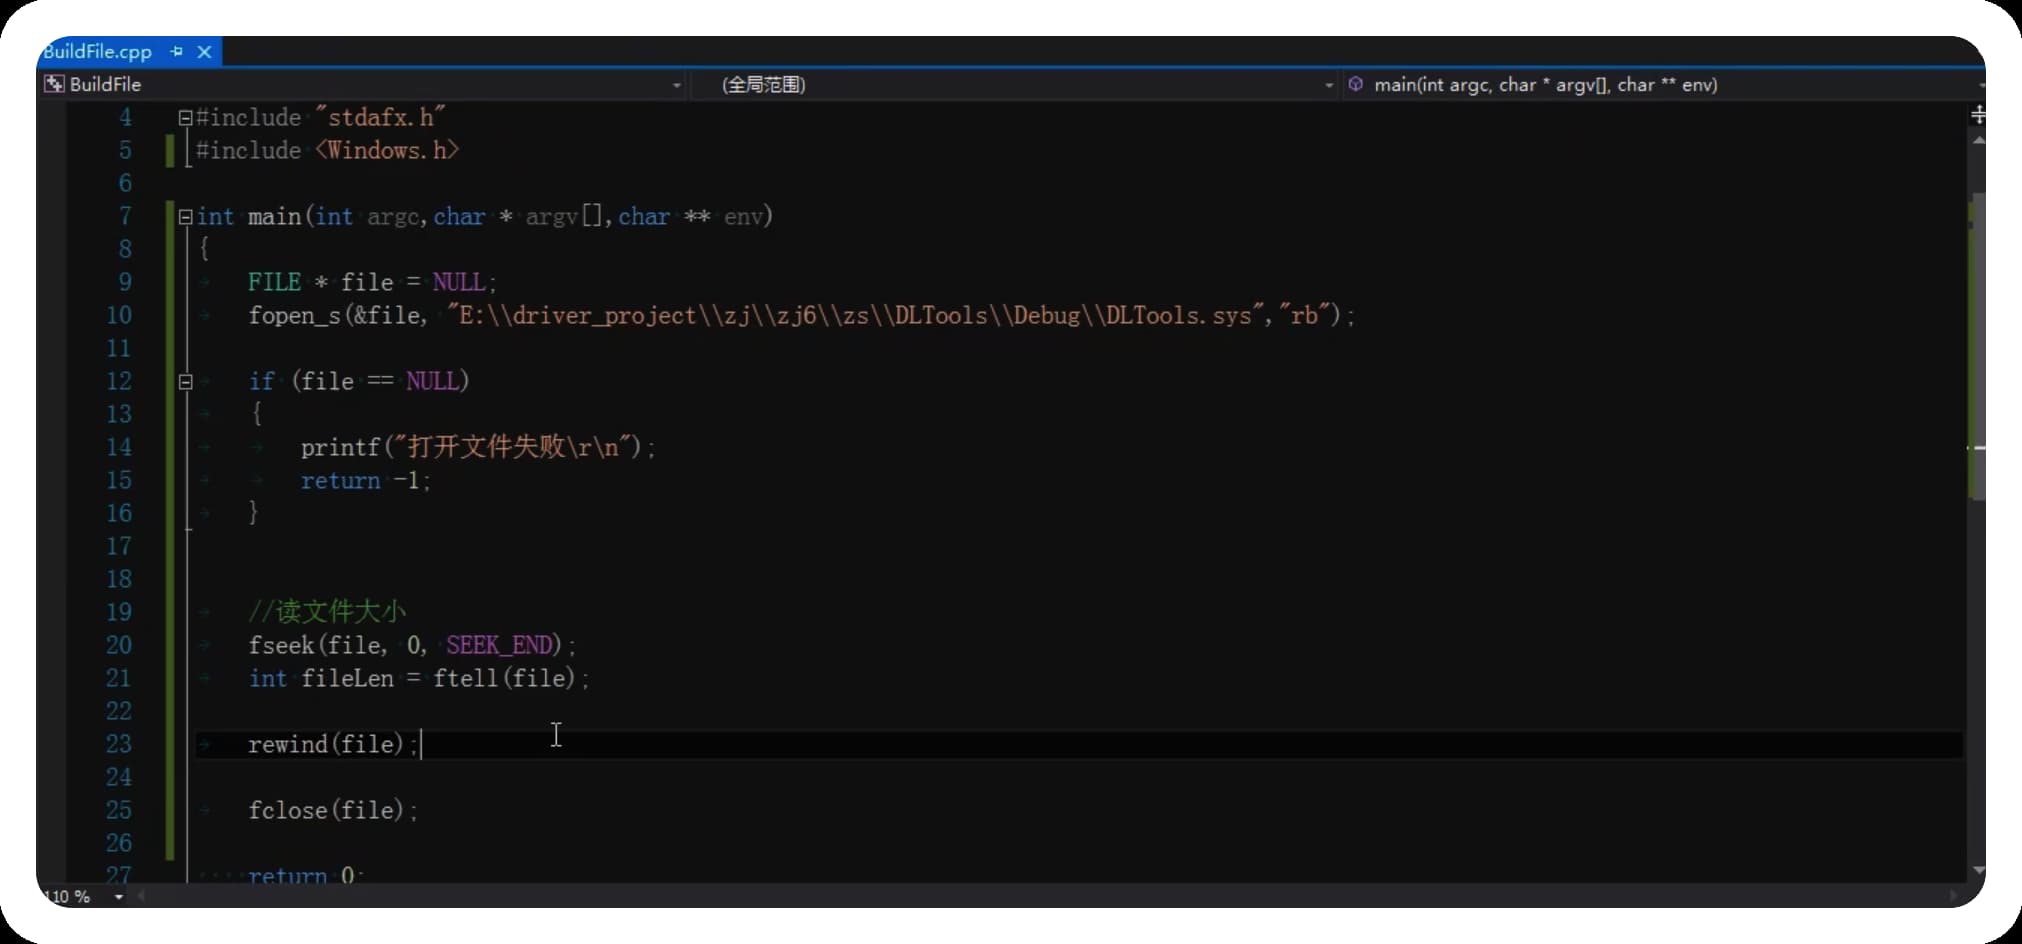 BuildFile.cpp
BuildFile (全局范围) main(int argc, char * argv[], char ** env)
4 #include "stdafx.h"
5 #include <Windows.h>
6
7 int main(int argc,char * argv[],char ** env)
8 {
9 FILE * file = NULL;
10 fopen_s(&file, "E:\\driver_project\\zj\\zj6\\zs\\DLTools\\Debug\\DLTools.sys","rb");
11
12 if (file == NULL)
13 {
14 printf("打开文件失败\r\n");
15 return -1;
16 }
17
18
19 //读文件大小
20 fseek(file, 0, SEEK_END);
21 int fileLen = ftell(file);
22
23 rewind(file);
24
25 fclose(file);
26
27 return 0;
110 %